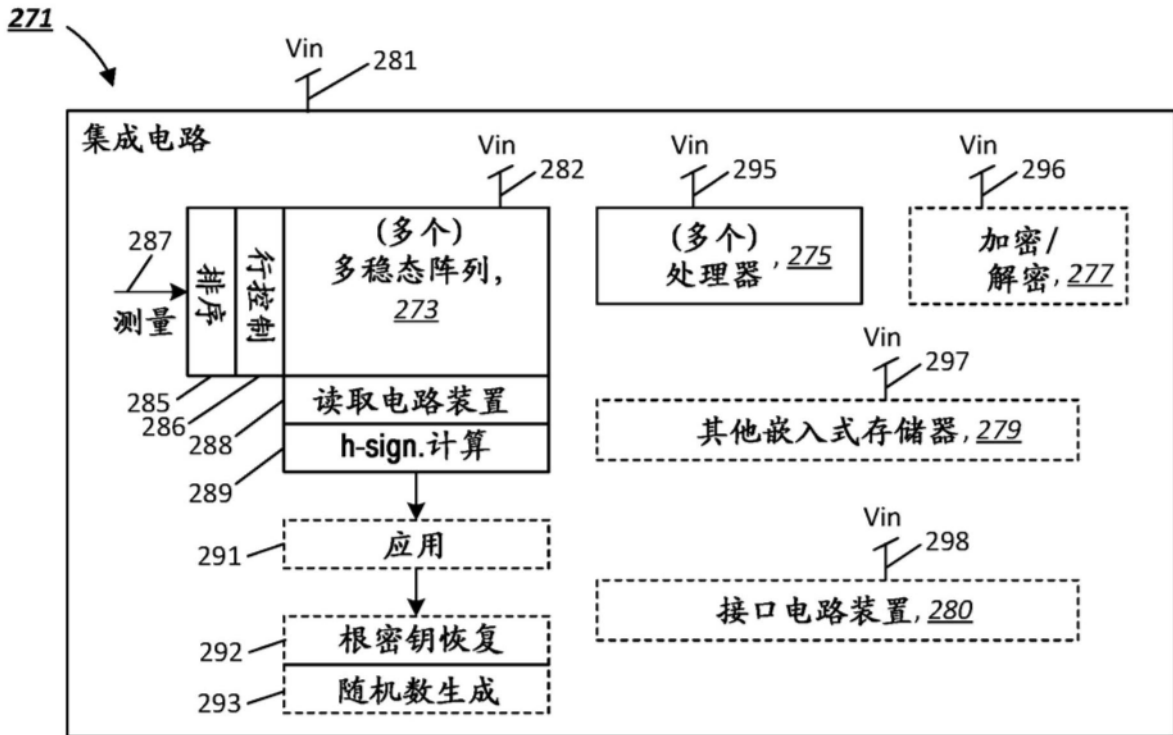 271
Vin
281
集成电路
Vin
282
Vin
295
Vin
296
287
测量
排序
行控制
(多个)
多稳态阵列,
273
(多个)
处理器, 275
加密/
解密, 277
285
286
288
读取电路装置
289
h-sign.计算
Vin
297
其他嵌入式存储器, 279
291
应用
Vin
298
接口电路装置, 280
292
根密钥恢复
293
随机数生成